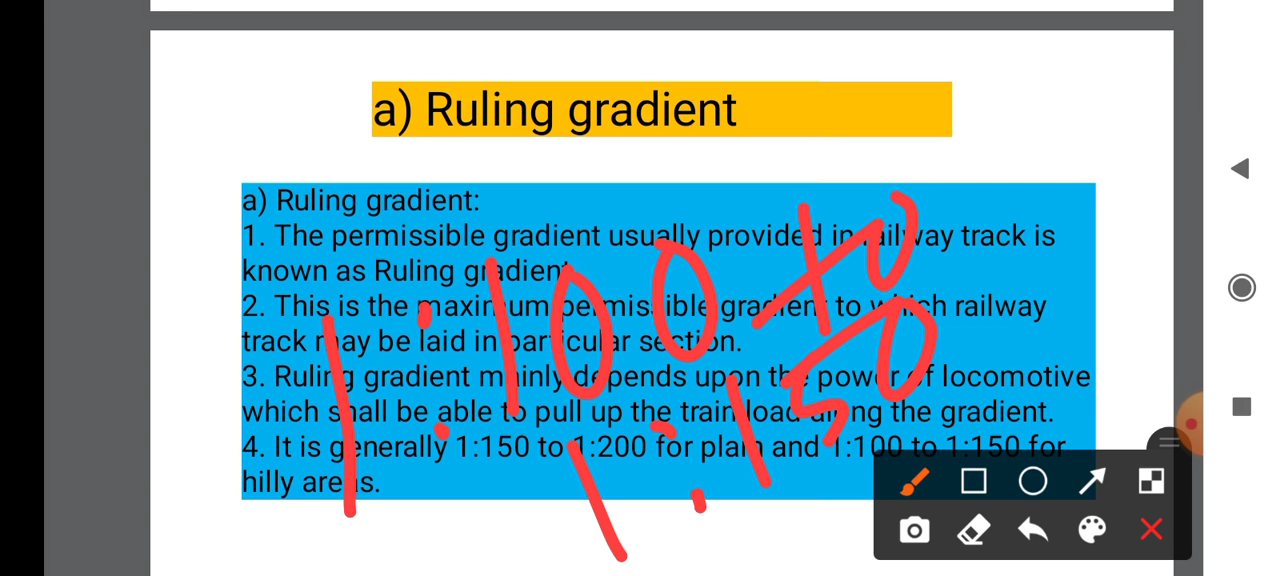 a) Ruling gradient
a) Ruling gradient:
1. The permissible gradient usually provided in railway track is
known as Ruling gradient.
2. This is the maximum permissible gradient to which railway
track may be laid in particular section.
3. Ruling gradient mainly depends upon the power of locomotive
which shall be able to pull up the train load along the gradient.
4. It is generally 1:150 to 1:200 for plain and 1:100 to 1:150 for
hilly areas.
1:100 to
1:150